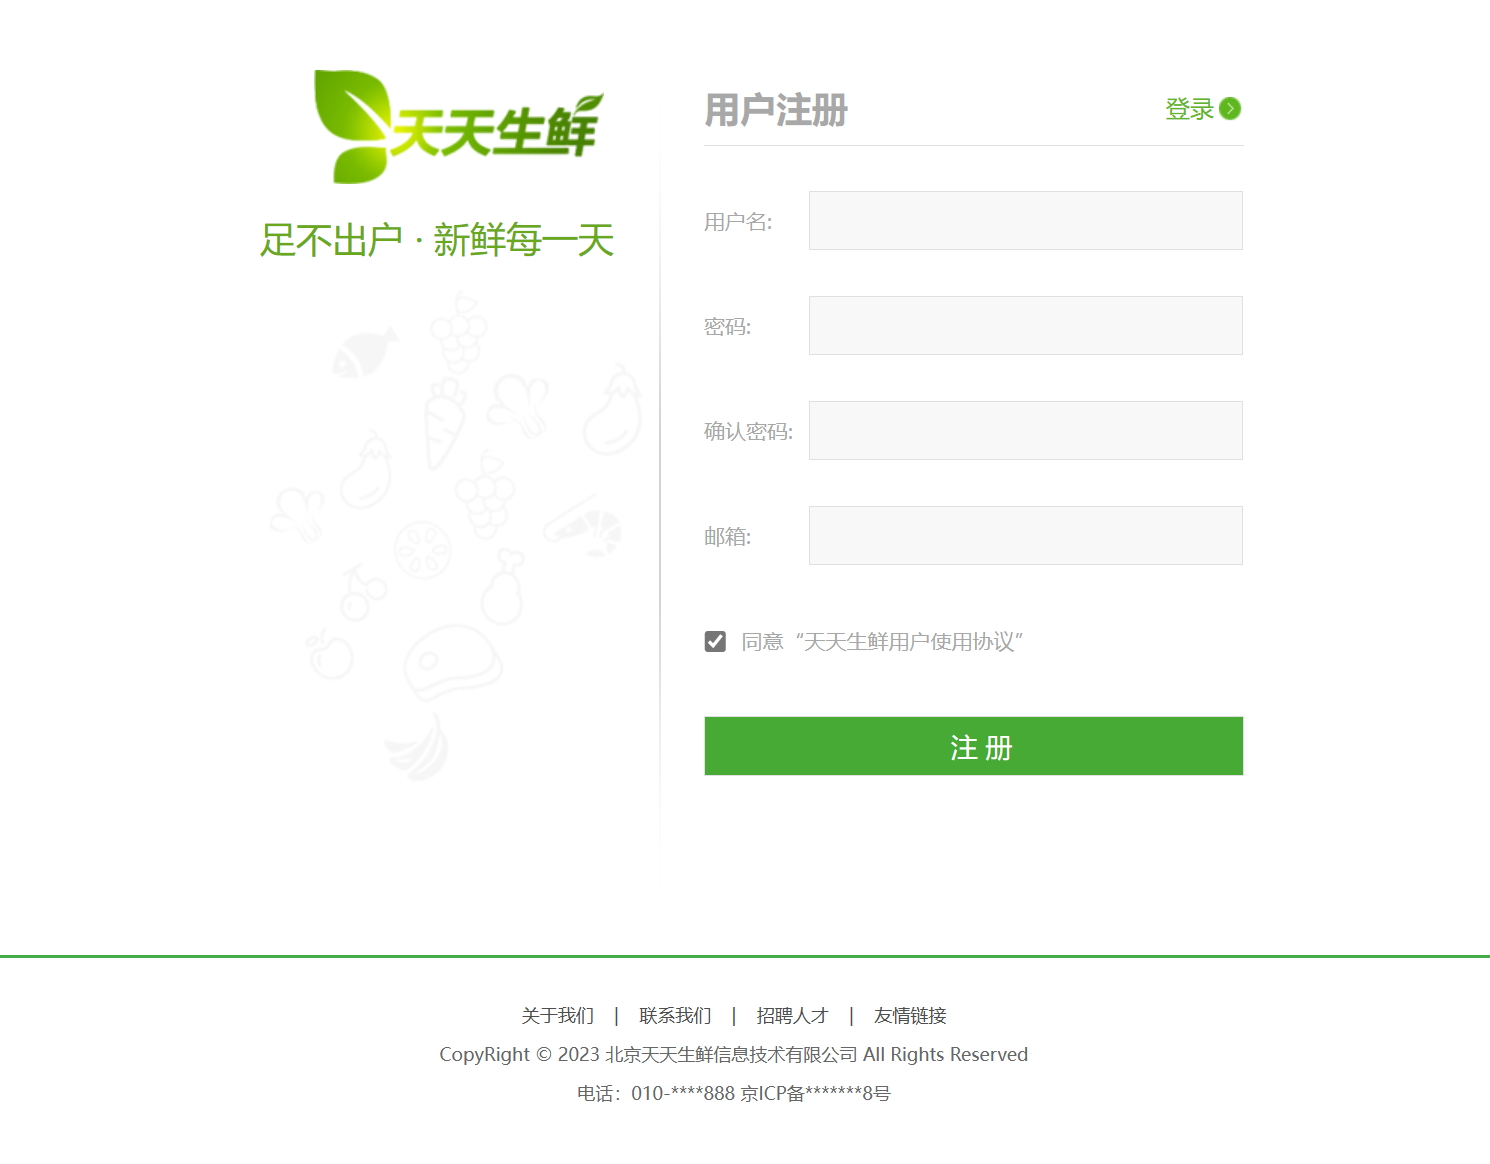 天天生鲜
足不出户 · 新鲜每一天
用户注册
登录
用户名:
密码:
确认密码:
邮箱:
同意“天天生鲜用户使用协议”
注 册
关于我们 | 联系我们 | 招聘人才 | 友情链接
CopyRight © 2023 北京天天生鲜信息技术有限公司 All Rights Reserved
电话：010-****888 京ICP备*******8号